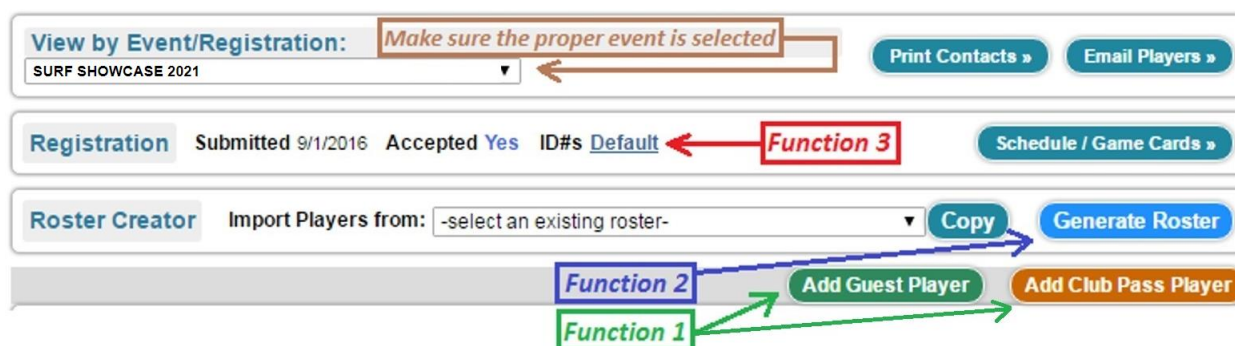 View by Event/Registration: Make sure the proper event is selected
SURF SHOWCASE 2021 Print Contacts » Email Players »
Registration Submitted 9/1/2016 Accepted Yes ID#s Default Function 3 Schedule / Game Cards »
Roster Creator Import Players from: -select an existing roster- Copy Generate Roster
Function 2 Add Guest Player Add Club Pass Player
Function 1